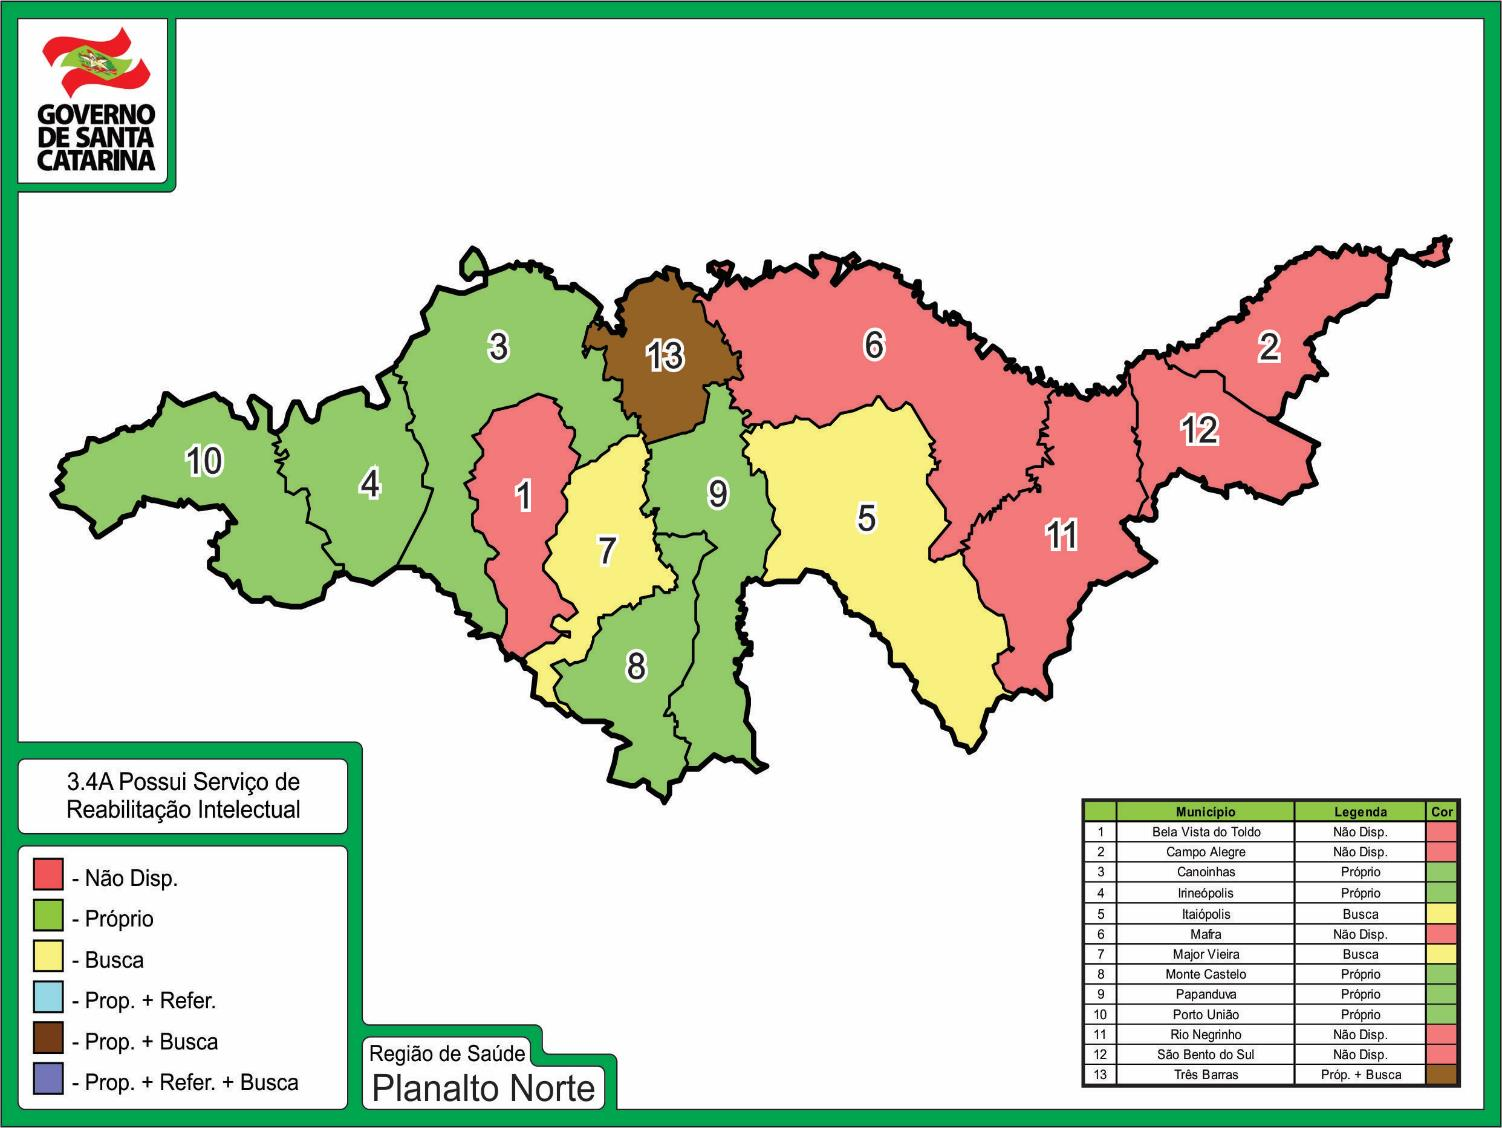 GOVERNO
DE SANTA
CATARINA
3
13
6
2
10
4
1
9
5
12
7
11
8
3.4A Possui Serviço de
Reabilitação Intelectual
- Não Disp.
- Próprio
- Busca
- Prop. + Refer.
- Prop. + Busca
- Prop. + Refer. + Busca
Região de Saúde
Planalto Norte
Município Legenda Cor
1 Bela Vista do Toldo Não Disp.
2 Campo Alegre Não Disp.
3 Canoinhas Próprio
4 Irineópolis Próprio
5 Itaiópolis Busca
6 Mafra Não Disp.
7 Major Vieira Busca
8 Monte Castelo Próprio
9 Papanduva Próprio
10 Porto União Próprio
11 Rio Negrinho Não Disp.
12 São Bento do Sul Não Disp.
13 Três Barras Próp. + Busca